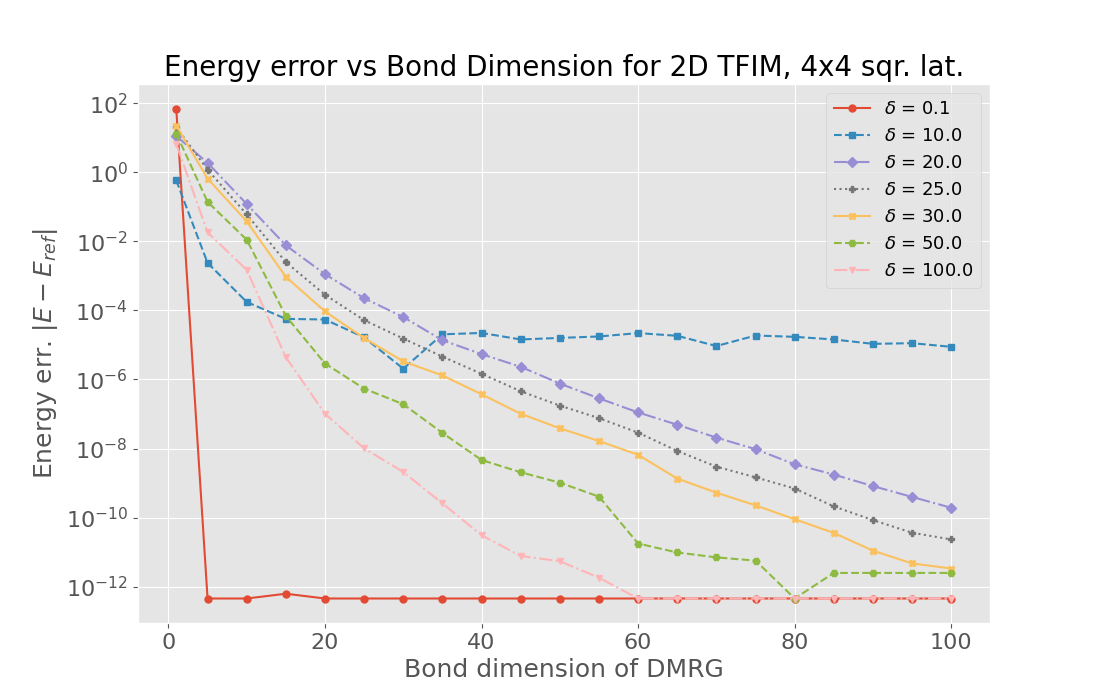 Energy error vs Bond Dimension for 2D TFIM, 4x4 sqr. lat.
10²
10⁰
10⁻²
10⁻⁴
10⁻⁶
10⁻⁸
10⁻¹⁰
10⁻¹²
Energy err. |E − E_ref|
δ = 0.1
δ = 10.0
δ = 20.0
δ = 25.0
δ = 30.0
δ = 50.0
δ = 100.0
0 20 40 60 80 100
Bond dimension of DMRG